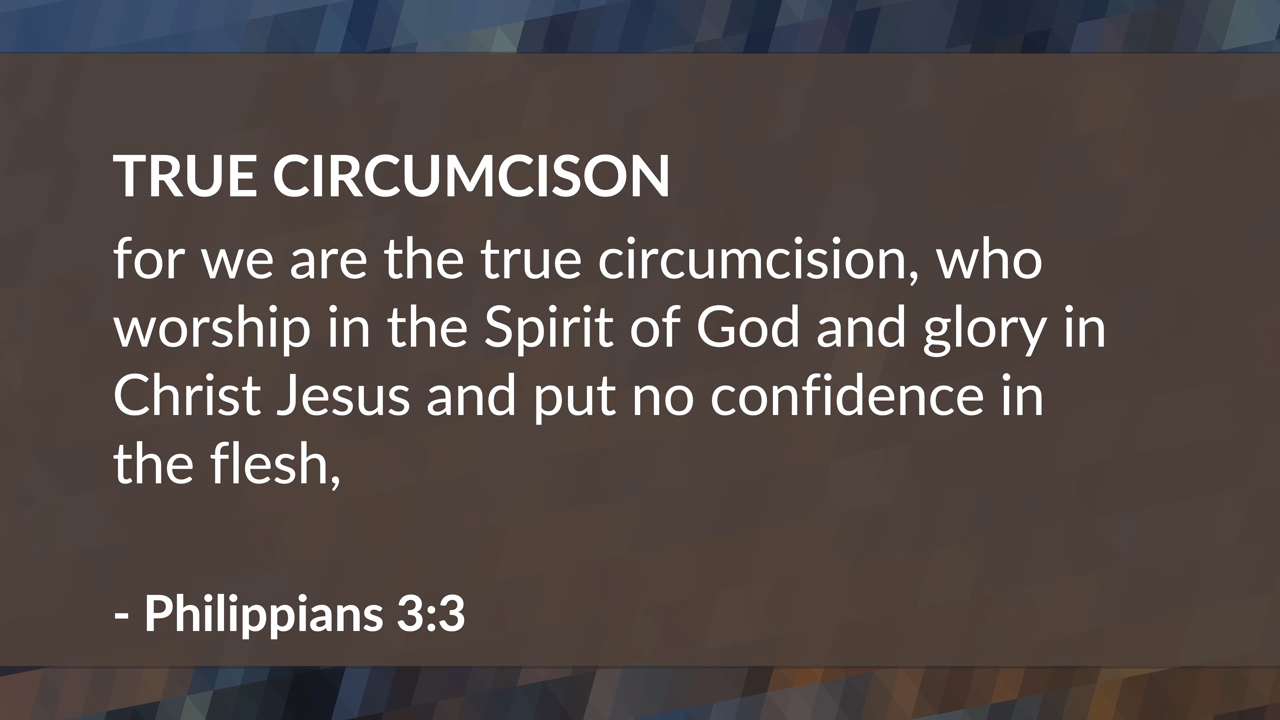 TRUE CIRCUMCISON
for we are the true circumcision, who
worship in the Spirit of God and glory in
Christ Jesus and put no confidence in
the flesh,
- Philippians 3:3